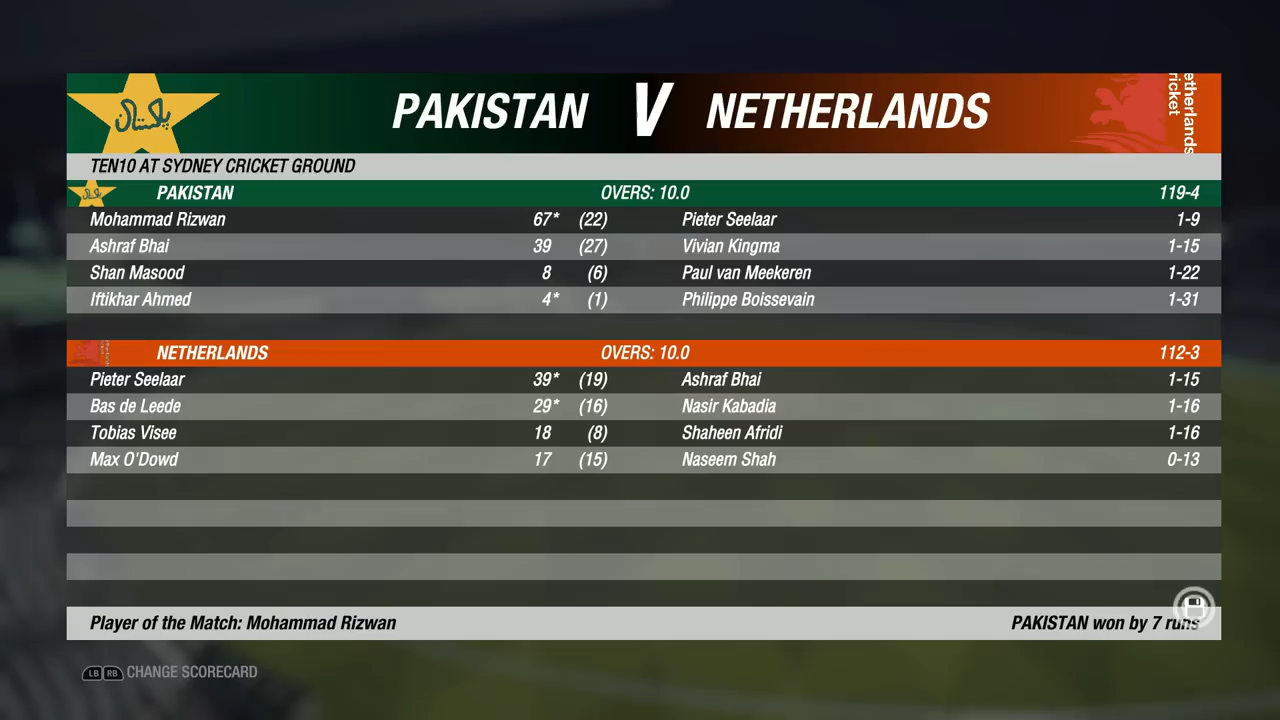 پاکستان
PAKISTAN V NETHERLANDS
etherlands
ricket
TEN10 AT SYDNEY CRICKET GROUND
PAKISTAN OVERS: 10.0 119-4
Mohammad Rizwan 67* (22) Pieter Seelaar 1-9
Ashraf Bhai 39 (27) Vivian Kingma 1-15
Shan Masood 8 (6) Paul van Meekeren 1-22
Iftikhar Ahmed 4* (1) Philippe Boissevain 1-31
NETHERLANDS OVERS: 10.0 112-3
Pieter Seelaar 39* (19) Ashraf Bhai 1-15
Bas de Leede 29* (16) Nasir Kabadia 1-16
Tobias Visee 18 (8) Shaheen Afridi 1-16
Max O'Dowd 17 (15) Naseem Shah 0-13
Player of the Match: Mohammad Rizwan PAKISTAN won by 7 runs
LB RB CHANGE SCORECARD